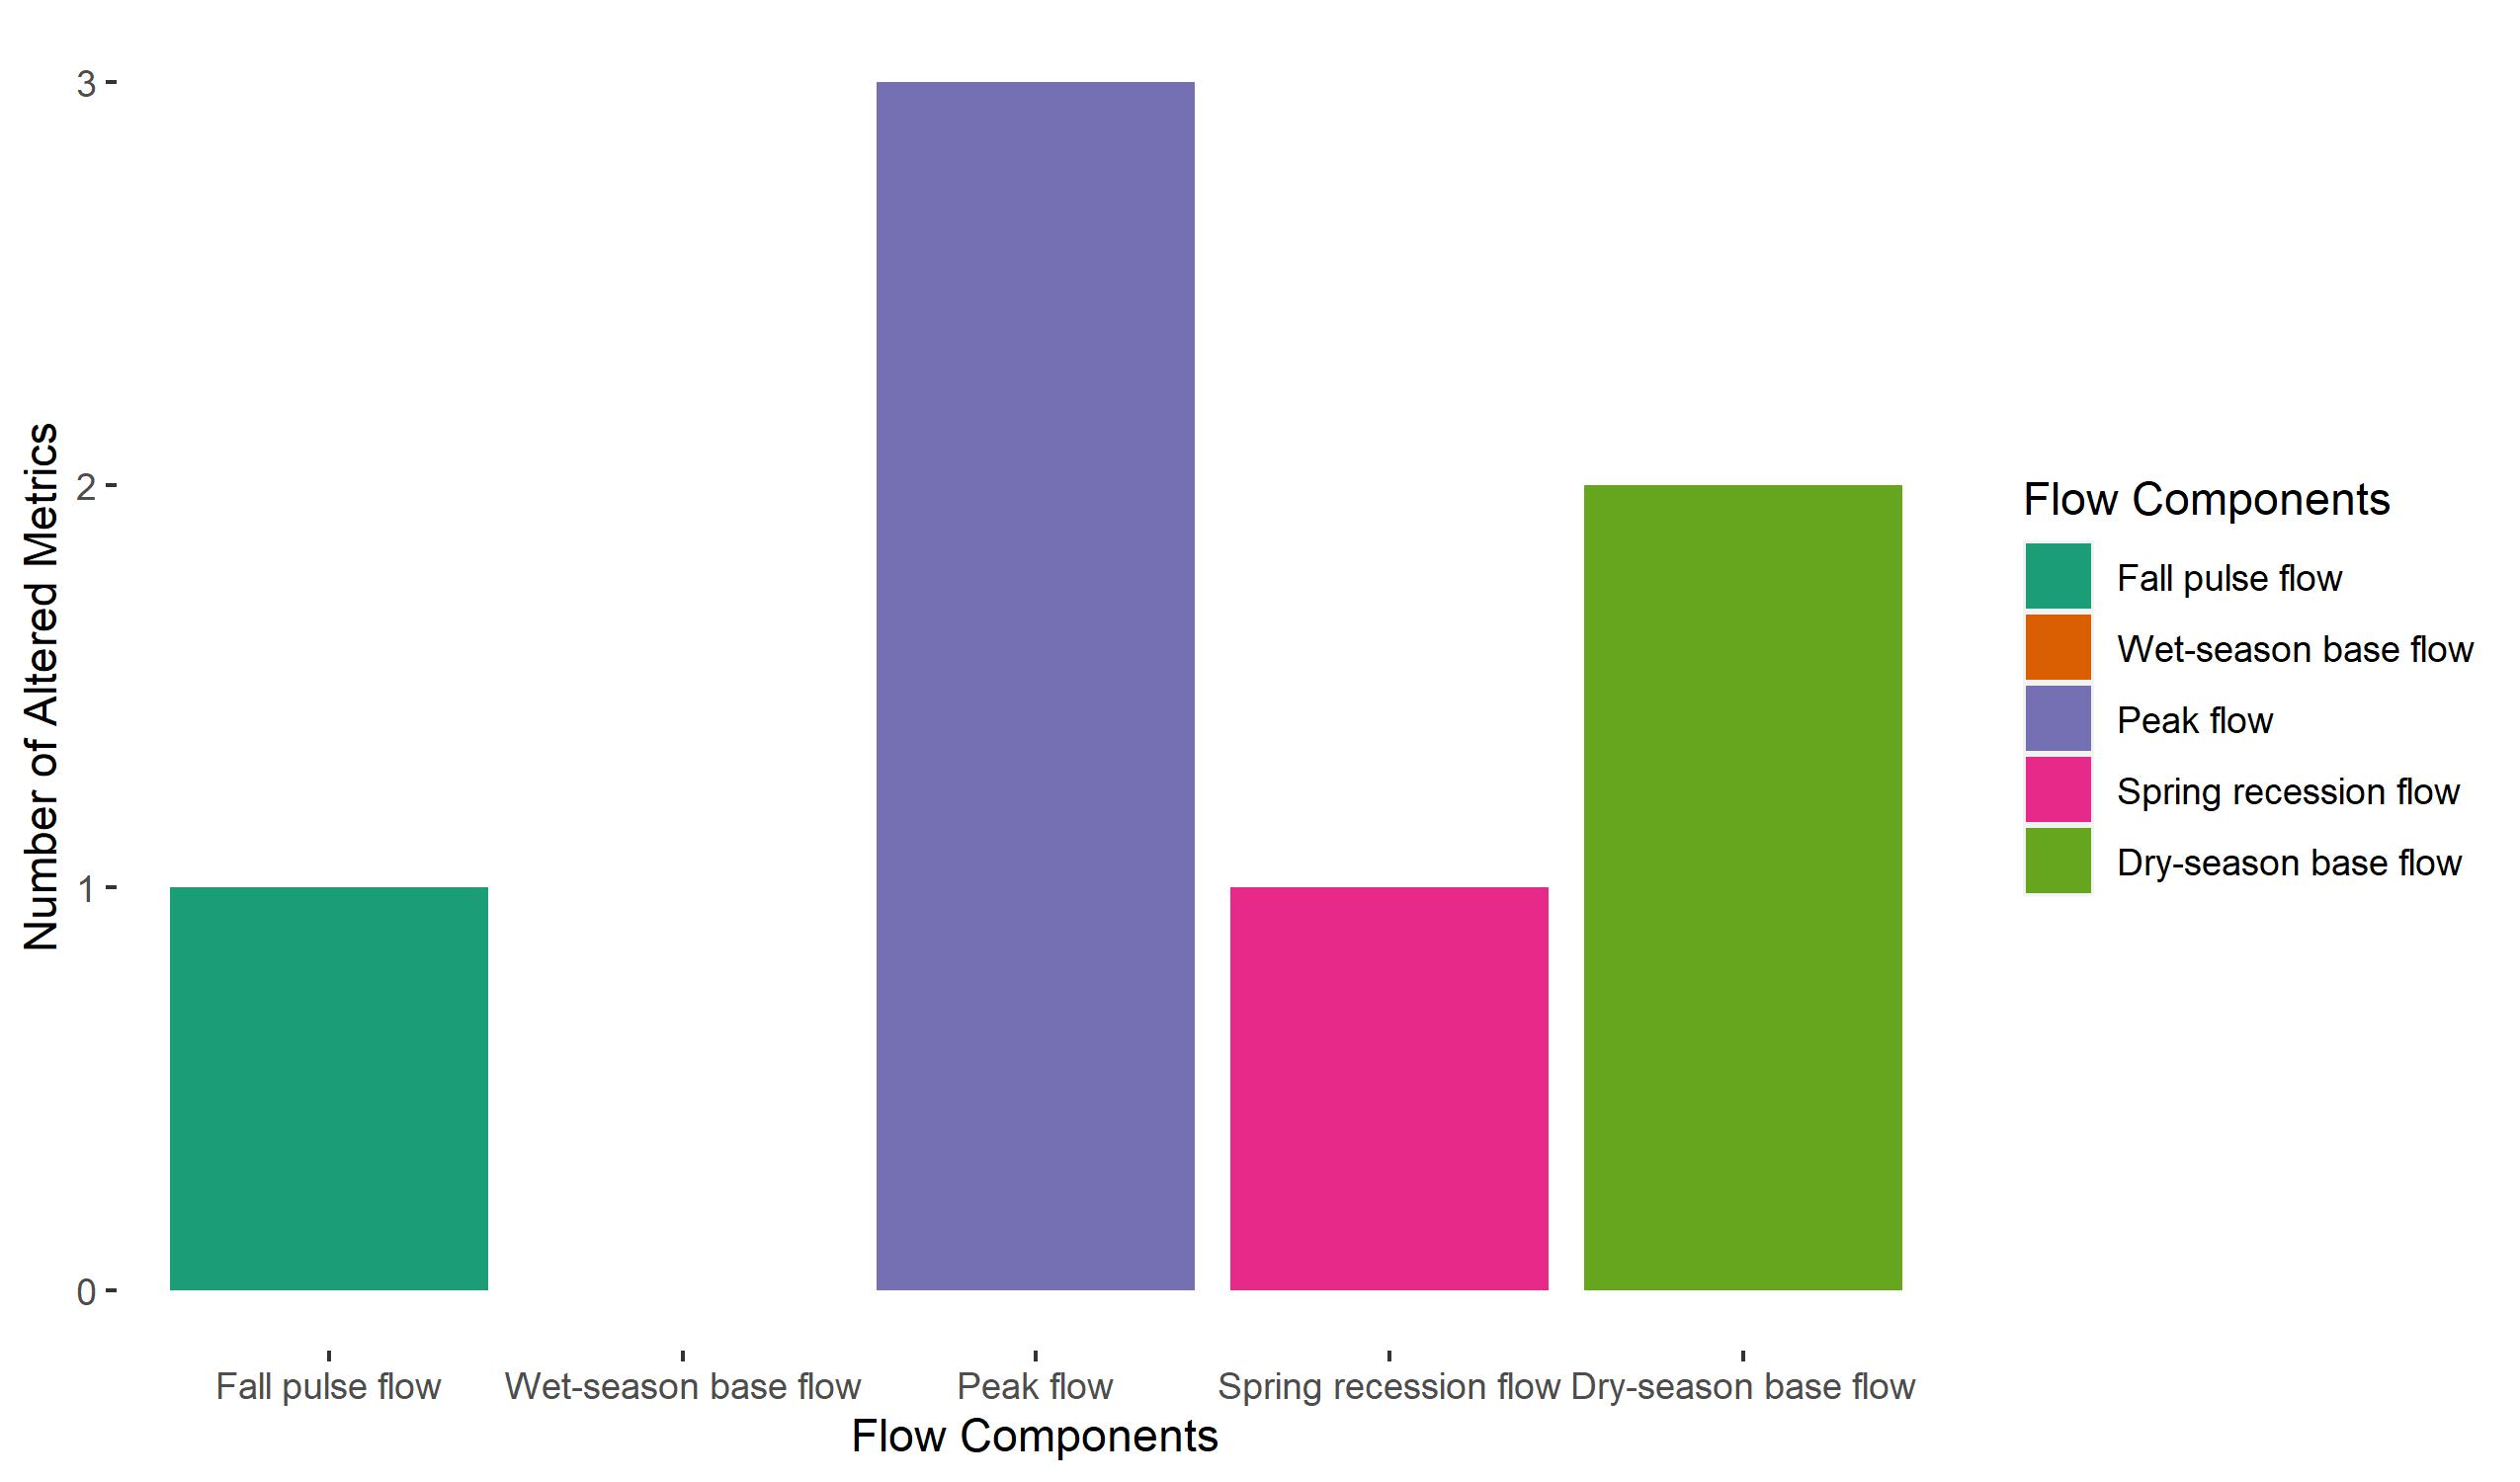 3
2
1
0
Number of Altered Metrics
Fall pulse flow
Wet-season base flow
Peak flow
Spring recession flow
Dry-season base flow
Flow Components
Flow Components
Fall pulse flow
Wet-season base flow
Peak flow
Spring recession flow
Dry-season base flow